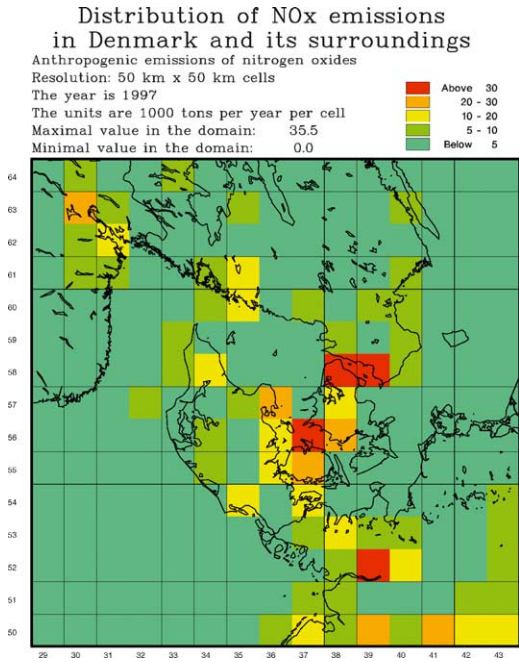 Distribution of NOx emissions
in Denmark and its surroundings
Anthropogenic emissions of nitrogen oxides
Resolution: 50 km x 50 km cells
The year is 1997
The units are 1000 tons per year per cell
Maximal value in the domain: 35.5
Minimal value in the domain: 0.0
Above 30
20 - 30
10 - 20
5 - 10
Below 5
64
63
62
61
60
59
58
57
56
55
54
53
52
51
50
29 30 31 32 33 34 35 36 37 38 39 40 41 42 43